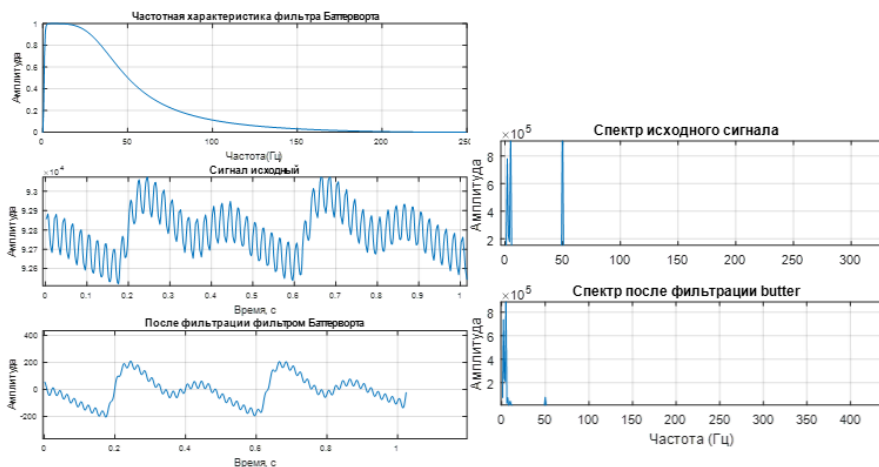 Частотная характеристика фильтра Баттерворта
Амплитуда
1
0.8
0.6
0.4
0.2
0
0 50 100 150 200 250
Частота(Гц)
Сигнал исходный
×10⁴
Амплитуда
9.3
9.29
9.28
9.27
9.26
0 0.1 0.2 0.3 0.4 0.5 0.6 0.7 0.8 0.9 1
Время, с
После фильтрации фильтром Баттерворта
Амплитуда
400
200
0
-200
0 0.2 0.4 0.6 0.8 1
Время, с
Спектр исходного сигнала
×10⁵
Амплитуда
8
6
4
2
0 50 100 150 200 250 300
Спектр после фильтрации butter
×10⁵
Амплитуда
8
6
4
2
0 50 100 150 200 250 300 350 400
Частота (Гц)